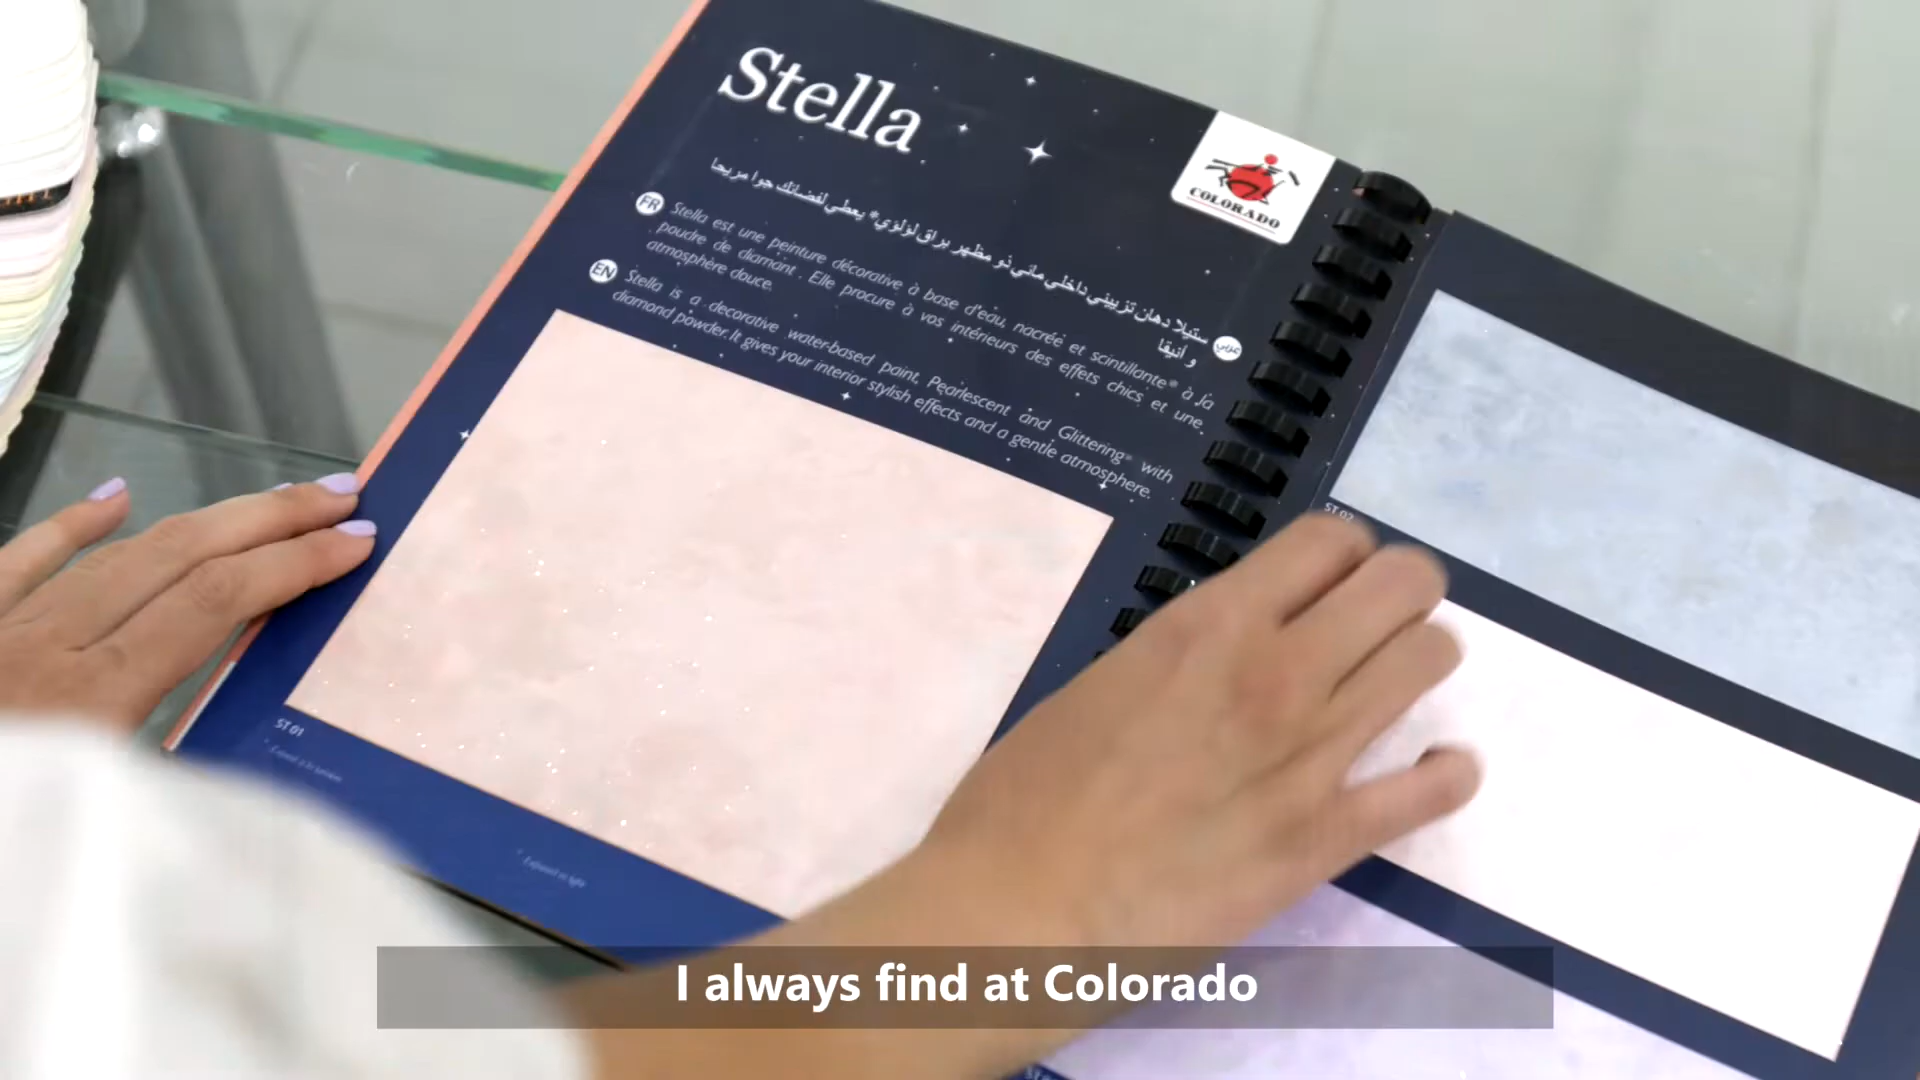 Stella
COLORADO
ستيلا دهان تزييني داخلي مائي ذو مظهر براق لؤلؤي* يعطي لفضائك جوا مريحا
و أنيقا
عربي
FR
Stella est une peinture décorative à base d'eau, nacréé et scintillante* à la
poudre de diamant . Elle procure à vos intérieurs des effets chics et une
atmosphère douce.
EN
Stella is a decorative water-based paint, Pearlescent and Glittering* with
diamond powder.It gives your interior stylish effects and a gentle atmosphere.
ST 01
ST 02
I always find at Colorado